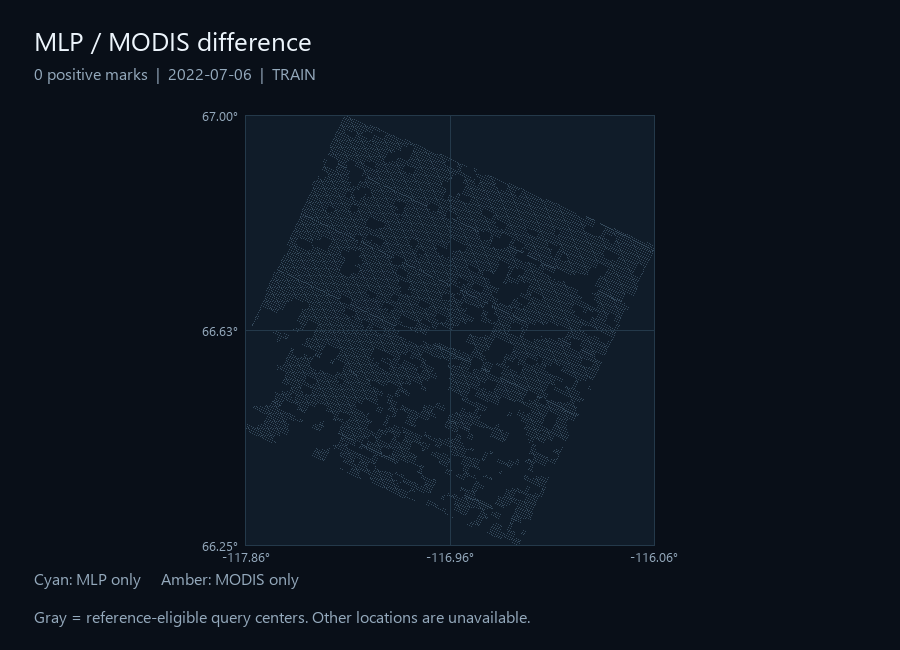 MLP / MODIS difference
0 positive marks | 2022-07-06 | TRAIN
67.00°
66.63°
66.25°
-117.86° -116.96° -116.06°
Cyan: MLP only Amber: MODIS only
Gray = reference-eligible query centers. Other locations are unavailable.